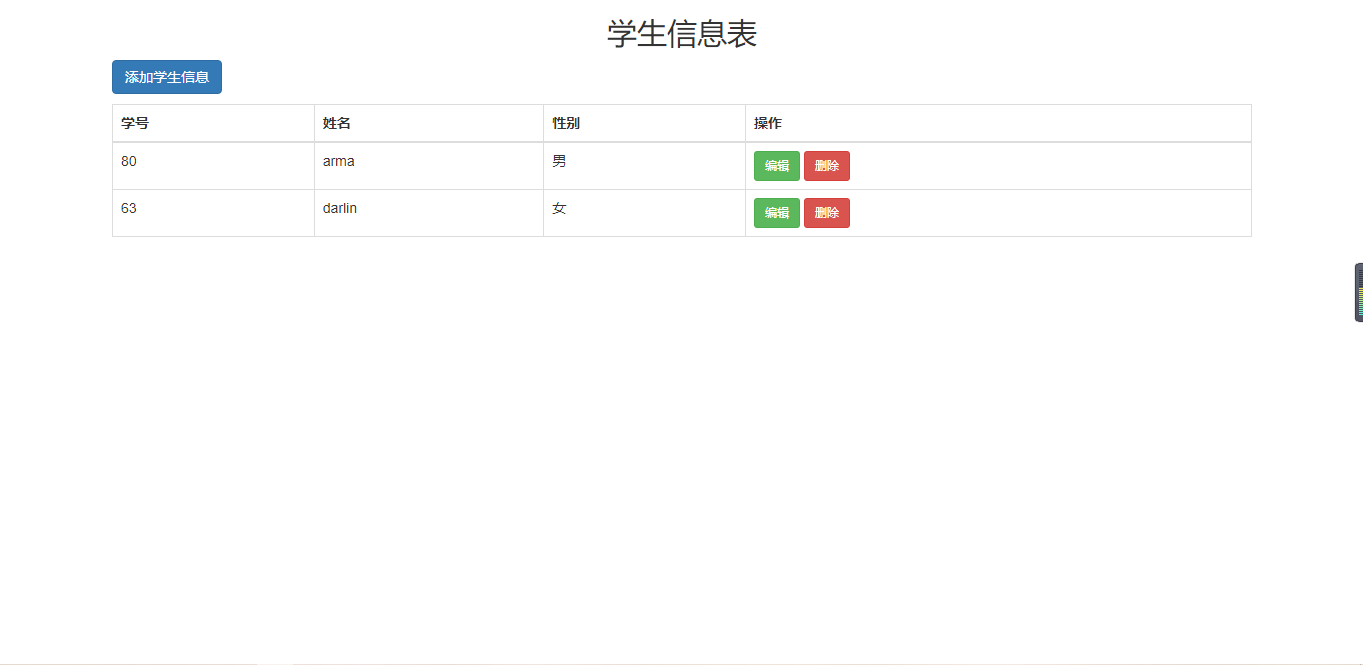 学生信息表
添加学生信息
学号 姓名 性别 操作
80 arma 男 编辑 删除
63 darlin 女 编辑 删除